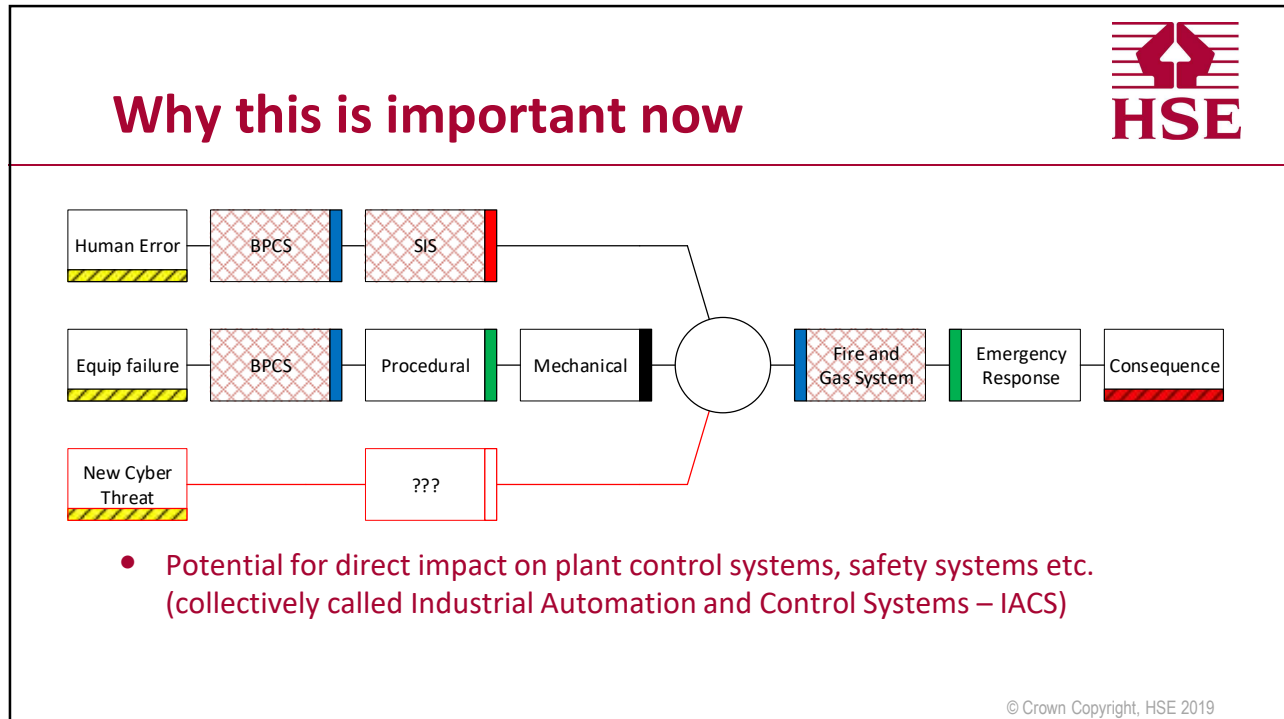 Why this is important now
HSE
Human Error
BPCS
SIS
Equip failure
BPCS
Procedural
Mechanical
Fire and
Gas System
Emergency
Response
Consequence
New Cyber
Threat
???
• Potential for direct impact on plant control systems, safety systems etc.
(collectively called Industrial Automation and Control Systems – IACS)
© Crown Copyright, HSE 2019